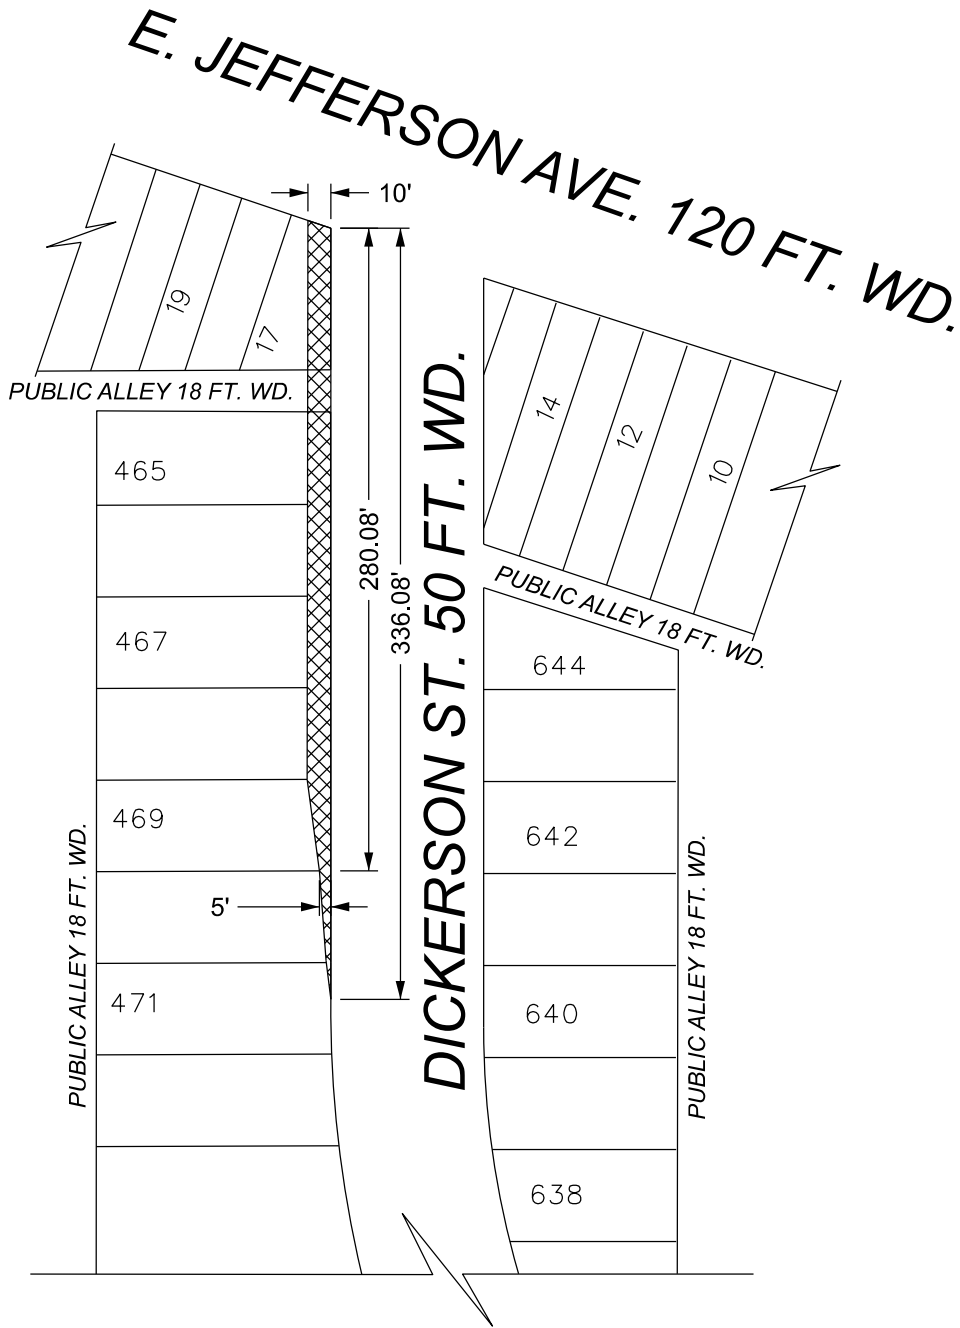 E. JEFFERSON AVE. 120 FT. WD.
10'
19
17
PUBLIC ALLEY 18 FT. WD.
14
12
10
465
280.08'
336.08'
DICKERSON ST. 50 FT. WD.
PUBLIC ALLEY 18 FT. WD.
467
644
469
642
PUBLIC ALLEY 18 FT. WD.
5'
PUBLIC ALLEY 18 FT. WD.
471
640
638